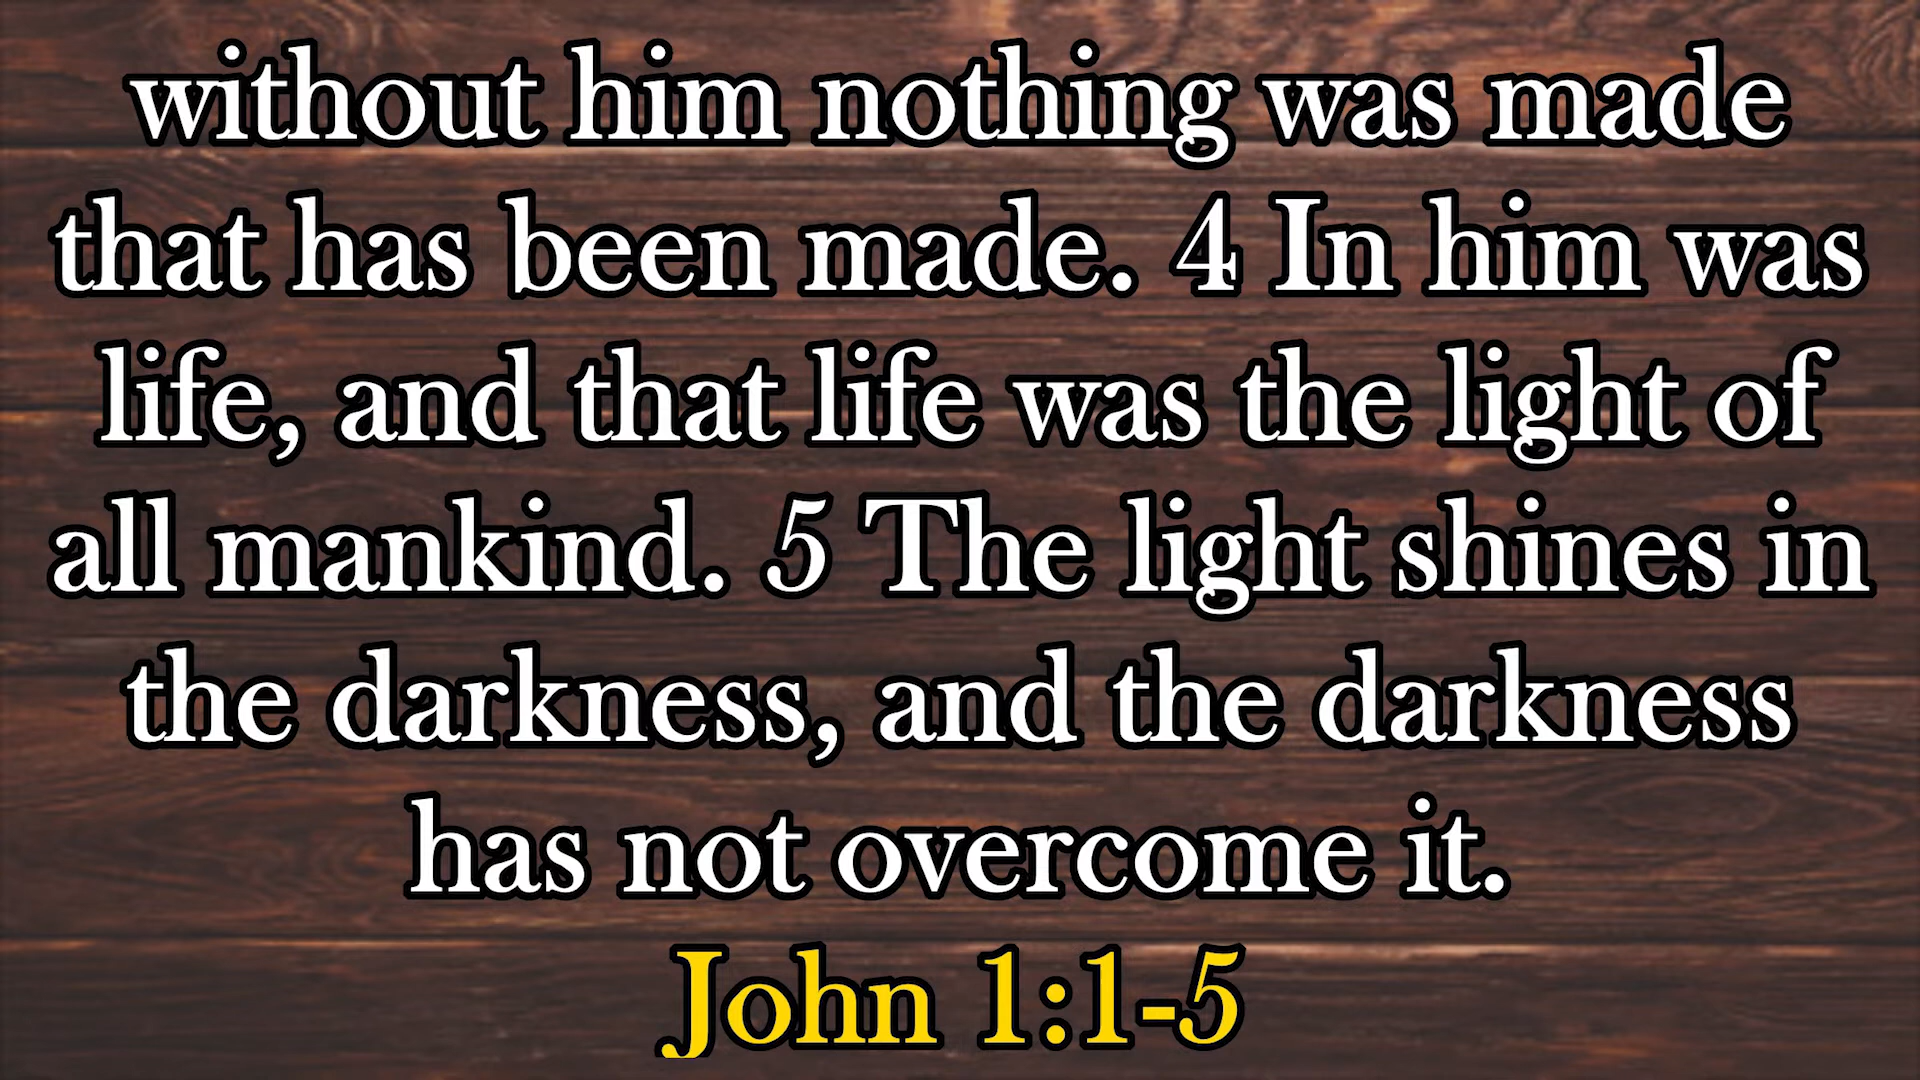 without him nothing was made
that has been made. 4 In him was
life, and that life was the light of
all mankind. 5 The light shines in
the darkness, and the darkness
has not overcome it.
John 1:1-5